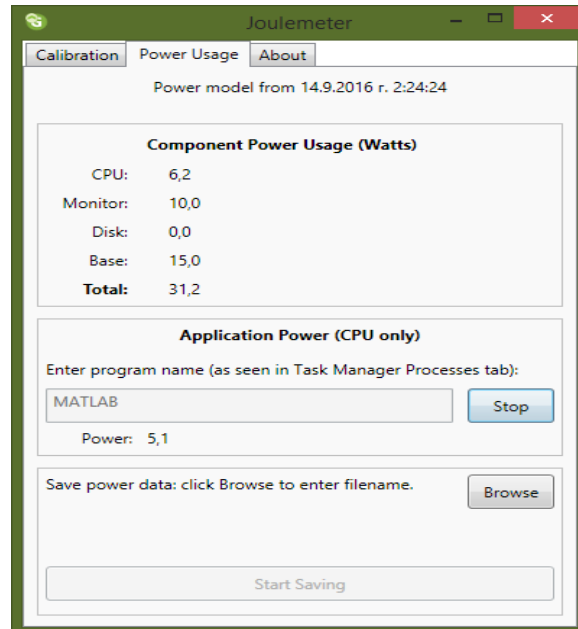 Joulemeter
Calibration Power Usage About
Power model from 14.9.2016 г. 2:24:24
Component Power Usage (Watts)
CPU: 6,2
Monitor: 10,0
Disk: 0,0
Base: 15,0
Total: 31,2
Application Power (CPU only)
Enter program name (as seen in Task Manager Processes tab):
MATLAB Stop
Power: 5,1
Save power data: click Browse to enter filename. Browse
Start Saving